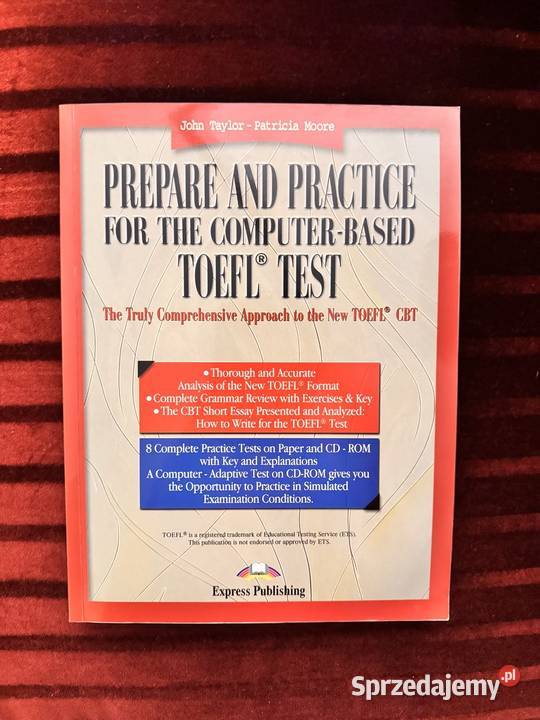 John Taylor - Patricia Moore
PREPARE AND PRACTICE
FOR THE COMPUTER-BASED
TOEFL® TEST
The Truly Comprehensive Approach to the New TOEFL® CBT
• Thorough and Accurate
Analysis of the New TOEFL® Format
• Complete Grammar Review with Exercises & Key
• The CBT Short Essay Presented and Analyzed:
How to Write for the TOEFL® Test
8 Complete Practice Tests on Paper and CD - ROM
with Key and Explanations
A Computer - Adaptive Test on CD-ROM gives you
the Opportunity to Practice in Simulated
Examination Conditions.
TOEFL® is a registered trademark of Educational Testing Service (ETS).
This publication is not endorsed or approved by ETS.
Express Publishing
Sprzedajemy.pl